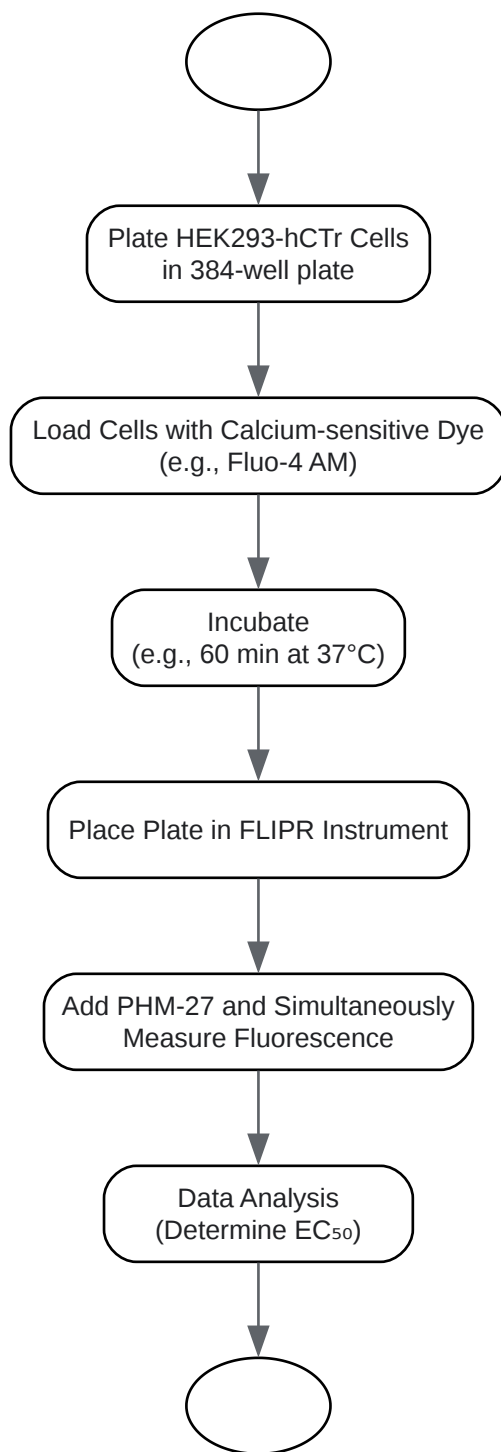 Plate HEK293-hCTr Cells
in 384-well plate
Load Cells with Calcium-sensitive Dye
(e.g., Fluo-4 AM)
Incubate
(e.g., 60 min at 37°C)
Place Plate in FLIPR Instrument
Add PHM-27 and Simultaneously
Measure Fluorescence
Data Analysis
(Determine EC₅₀)